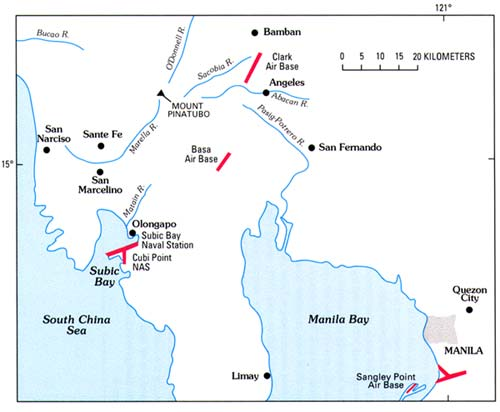 121°
Bucao R.
O'Donnell R.
Bamban
Sacobia R.
Clark
Air Base
0 5 10 15 20 KILOMETERS
Angeles
Abacan R.
MOUNT
PINATUBO
Pasig-Potrero R.
San
Narciso
Sante Fe
Marella R.
San Fernando
Basa
Air Base
15°
San
Marcelino
Matain R.
Olongapo
Subic Bay
Naval Station
Cubi Point
NAS
Subic
Bay
South China
Sea
Manila Bay
Quezon
City
MANILA
Limay
Sangley Point
Air Base